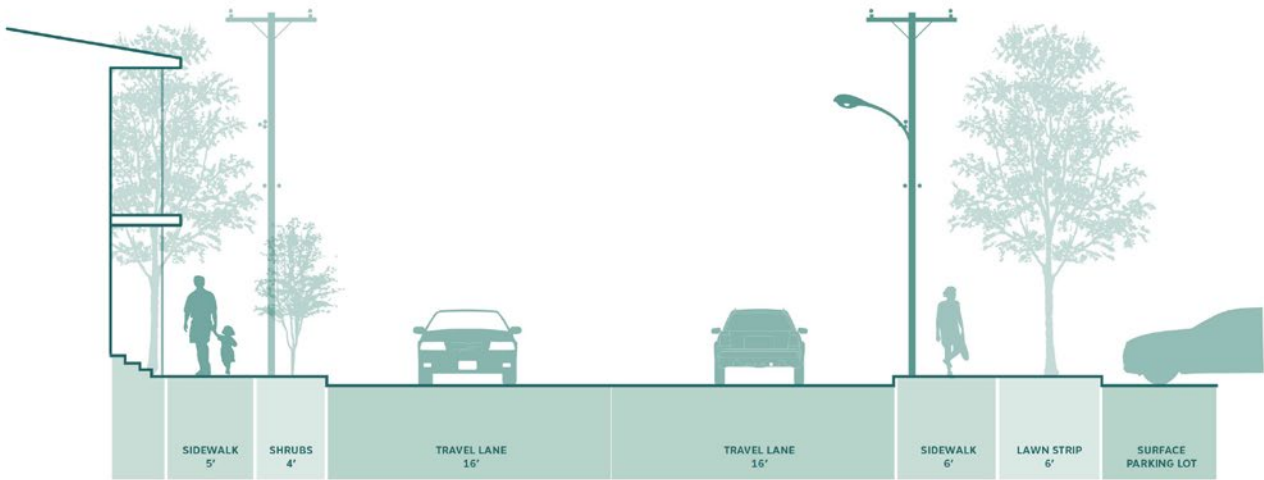 SIDEWALK
5'
SHRUBS
4'
TRAVEL LANE
16'
TRAVEL LANE
16'
SIDEWALK
6'
LAWN STRIP
6'
SURFACE
PARKING LOT